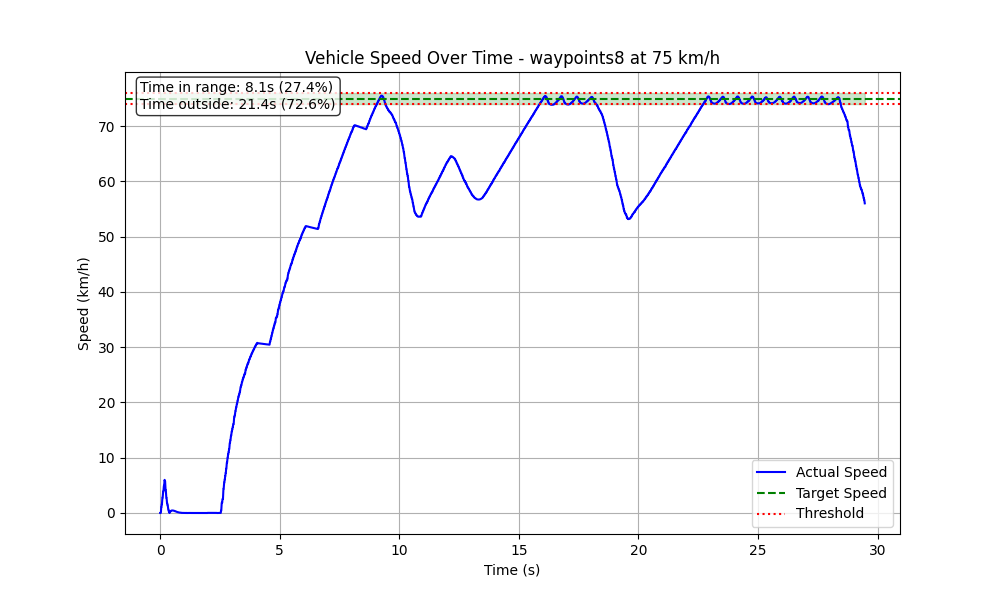 Vehicle Speed Over Time - waypoints8 at 75 km/h
Time in range: 8.1s (27.4%)
Time outside: 21.4s (72.6%)
70
60
50
40
30
20
10
0
Speed (km/h)
0 5 10 15 20 25 30
Time (s)
Actual Speed
Target Speed
Threshold